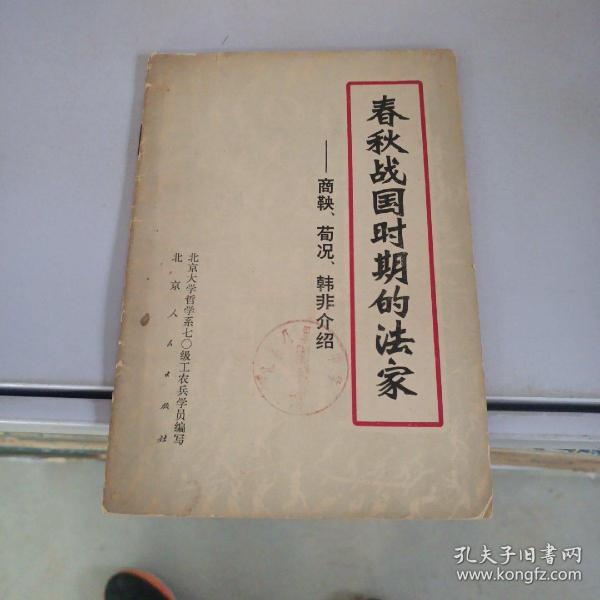 春秋战国时期的法家
——商鞅、荀况、韩非介绍
北京大学哲学系七〇级工农兵学员编写
北京人民出版社
孔夫子旧书网
www.kongfz.com